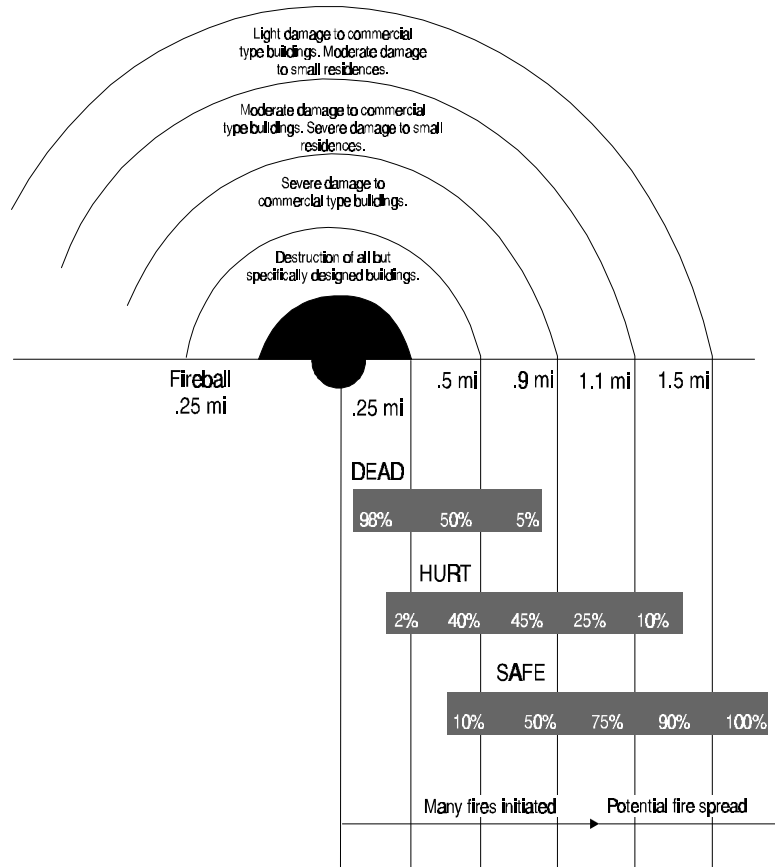 Light damage to commercial
type buildings. Moderate damage
to small residences.
Moderate damage to commercial
type buildings. Severe damage to small
residences.
Severe damage to
commercial type buildings.
Destruction of all but
specifically designed buildings.
Fireball
.25 mi
.25 mi
.5 mi
.9 mi
1.1 mi
1.5 mi
DEAD
98% 50% 5%
HURT
2% 40% 45% 25% 10%
SAFE
10% 50% 75% 90% 100%
Many fires initiated
Potential fire spread